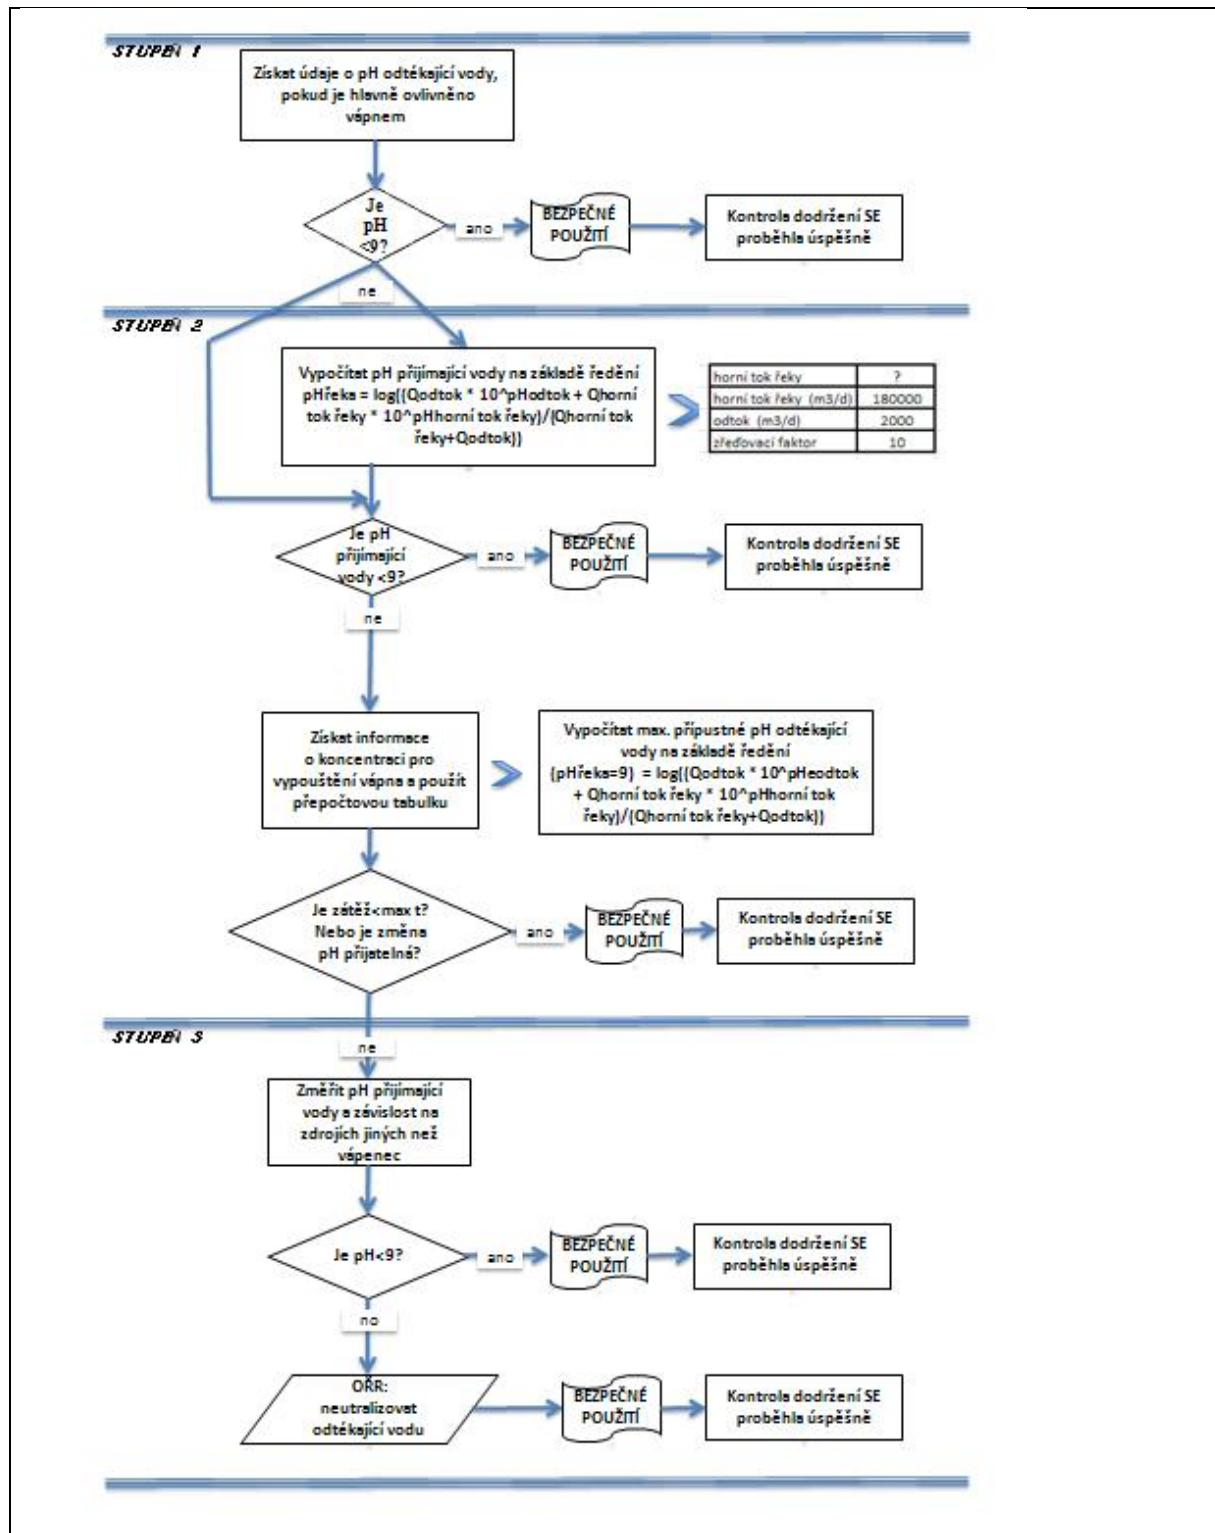 STUPEŇ 1
Získat údaje o pH odtékající vody,
pokud je hlavně ovlivněno
vápnem
Je
pH
<9?
ano
BEZPEČNÉ
POUŽITÍ
Kontrola dodržení SE
proběhla úspěšně
ne
STUPEŇ 2
Vypočítat pH přijímající vody na základě ředění
pHřeka = log((Qodtok * 10^pHodtok + Qhorní
tok řeky * 10^pHhorní tok řeky)/(Qhorní tok
řeky+Qodtok))
horní tok řeky ?
horní tok řeky (m3/d) 180000
odtok (m3/d) 2000
zřeďovací faktor 10
Je pH
přijímající
vody <9?
ano
BEZPEČNÉ
POUŽITÍ
Kontrola dodržení SE
proběhla úspěšně
ne
Získat informace
o koncentraci pro
vypouštění vápna a použít
přepočtovou tabulku
Vypočítat max. přípustné pH odtékající
vody na základě ředění
(pHřeka=9) = log((Qodtok * 10^pHeodtok
+ Qhorní tok řeky * 10^pHhorní tok
řeky)/(Qhorní tok řeky+Qodtok))
Je zátěž<max t?
Nebo je změna
pH přijatelná?
ano
BEZPEČNÉ
POUŽITÍ
Kontrola dodržení SE
proběhla úspěšně
STUPEŇ 3
ne
Změřit pH přijímající
vody a závislost na
zdrojích jiných než
vápenec
Je pH<9?
ano
BEZPEČNÉ
POUŽITÍ
Kontrola dodržení SE
proběhla úspěšně
no
OŘR:
neutralizovat
odtékající vodu
BEZPEČNÉ
POUŽITÍ
Kontrola dodržení SE
proběhla úspěšně